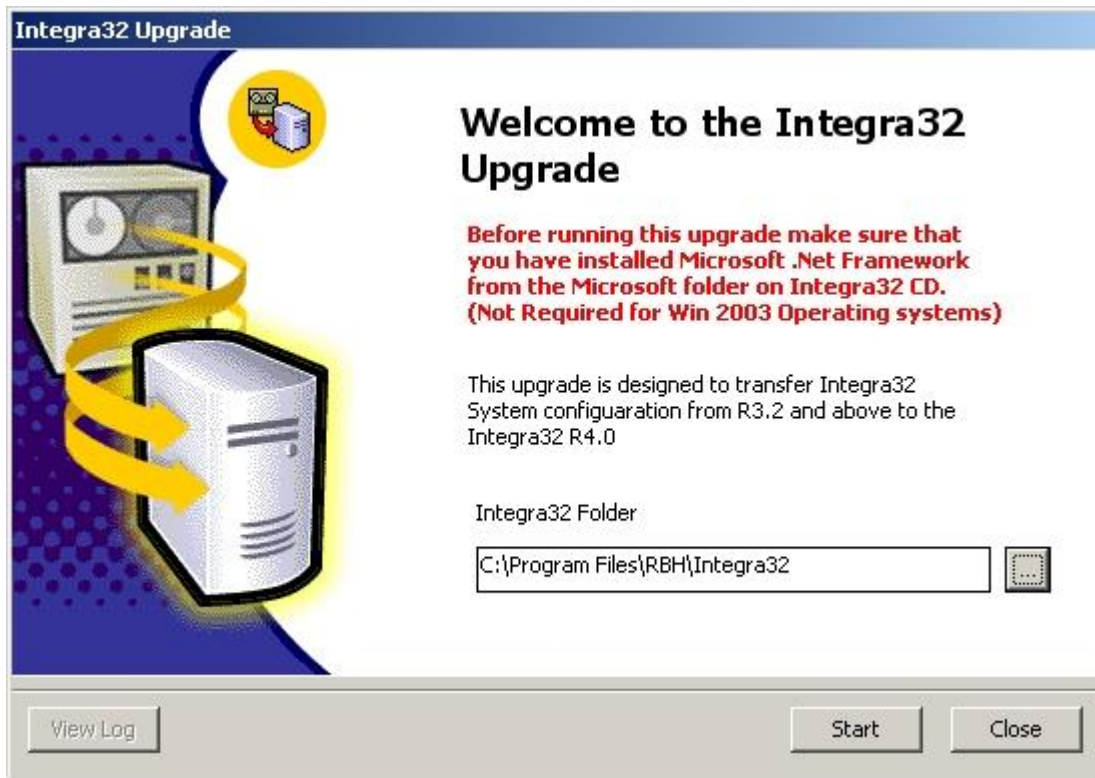 Integra32 Upgrade
Welcome to the Integra32
Upgrade
Before running this upgrade make sure that
you have installed Microsoft .Net Framework
from the Microsoft folder on Integra32 CD.
(Not Required for Win 2003 Operating systems)
This upgrade is designed to transfer Integra32
System configuaration from R3.2 and above to the
Integra32 R4.0
Integra32 Folder
C:\Program Files\RBH\Integra32
...
View Log
Start
Close